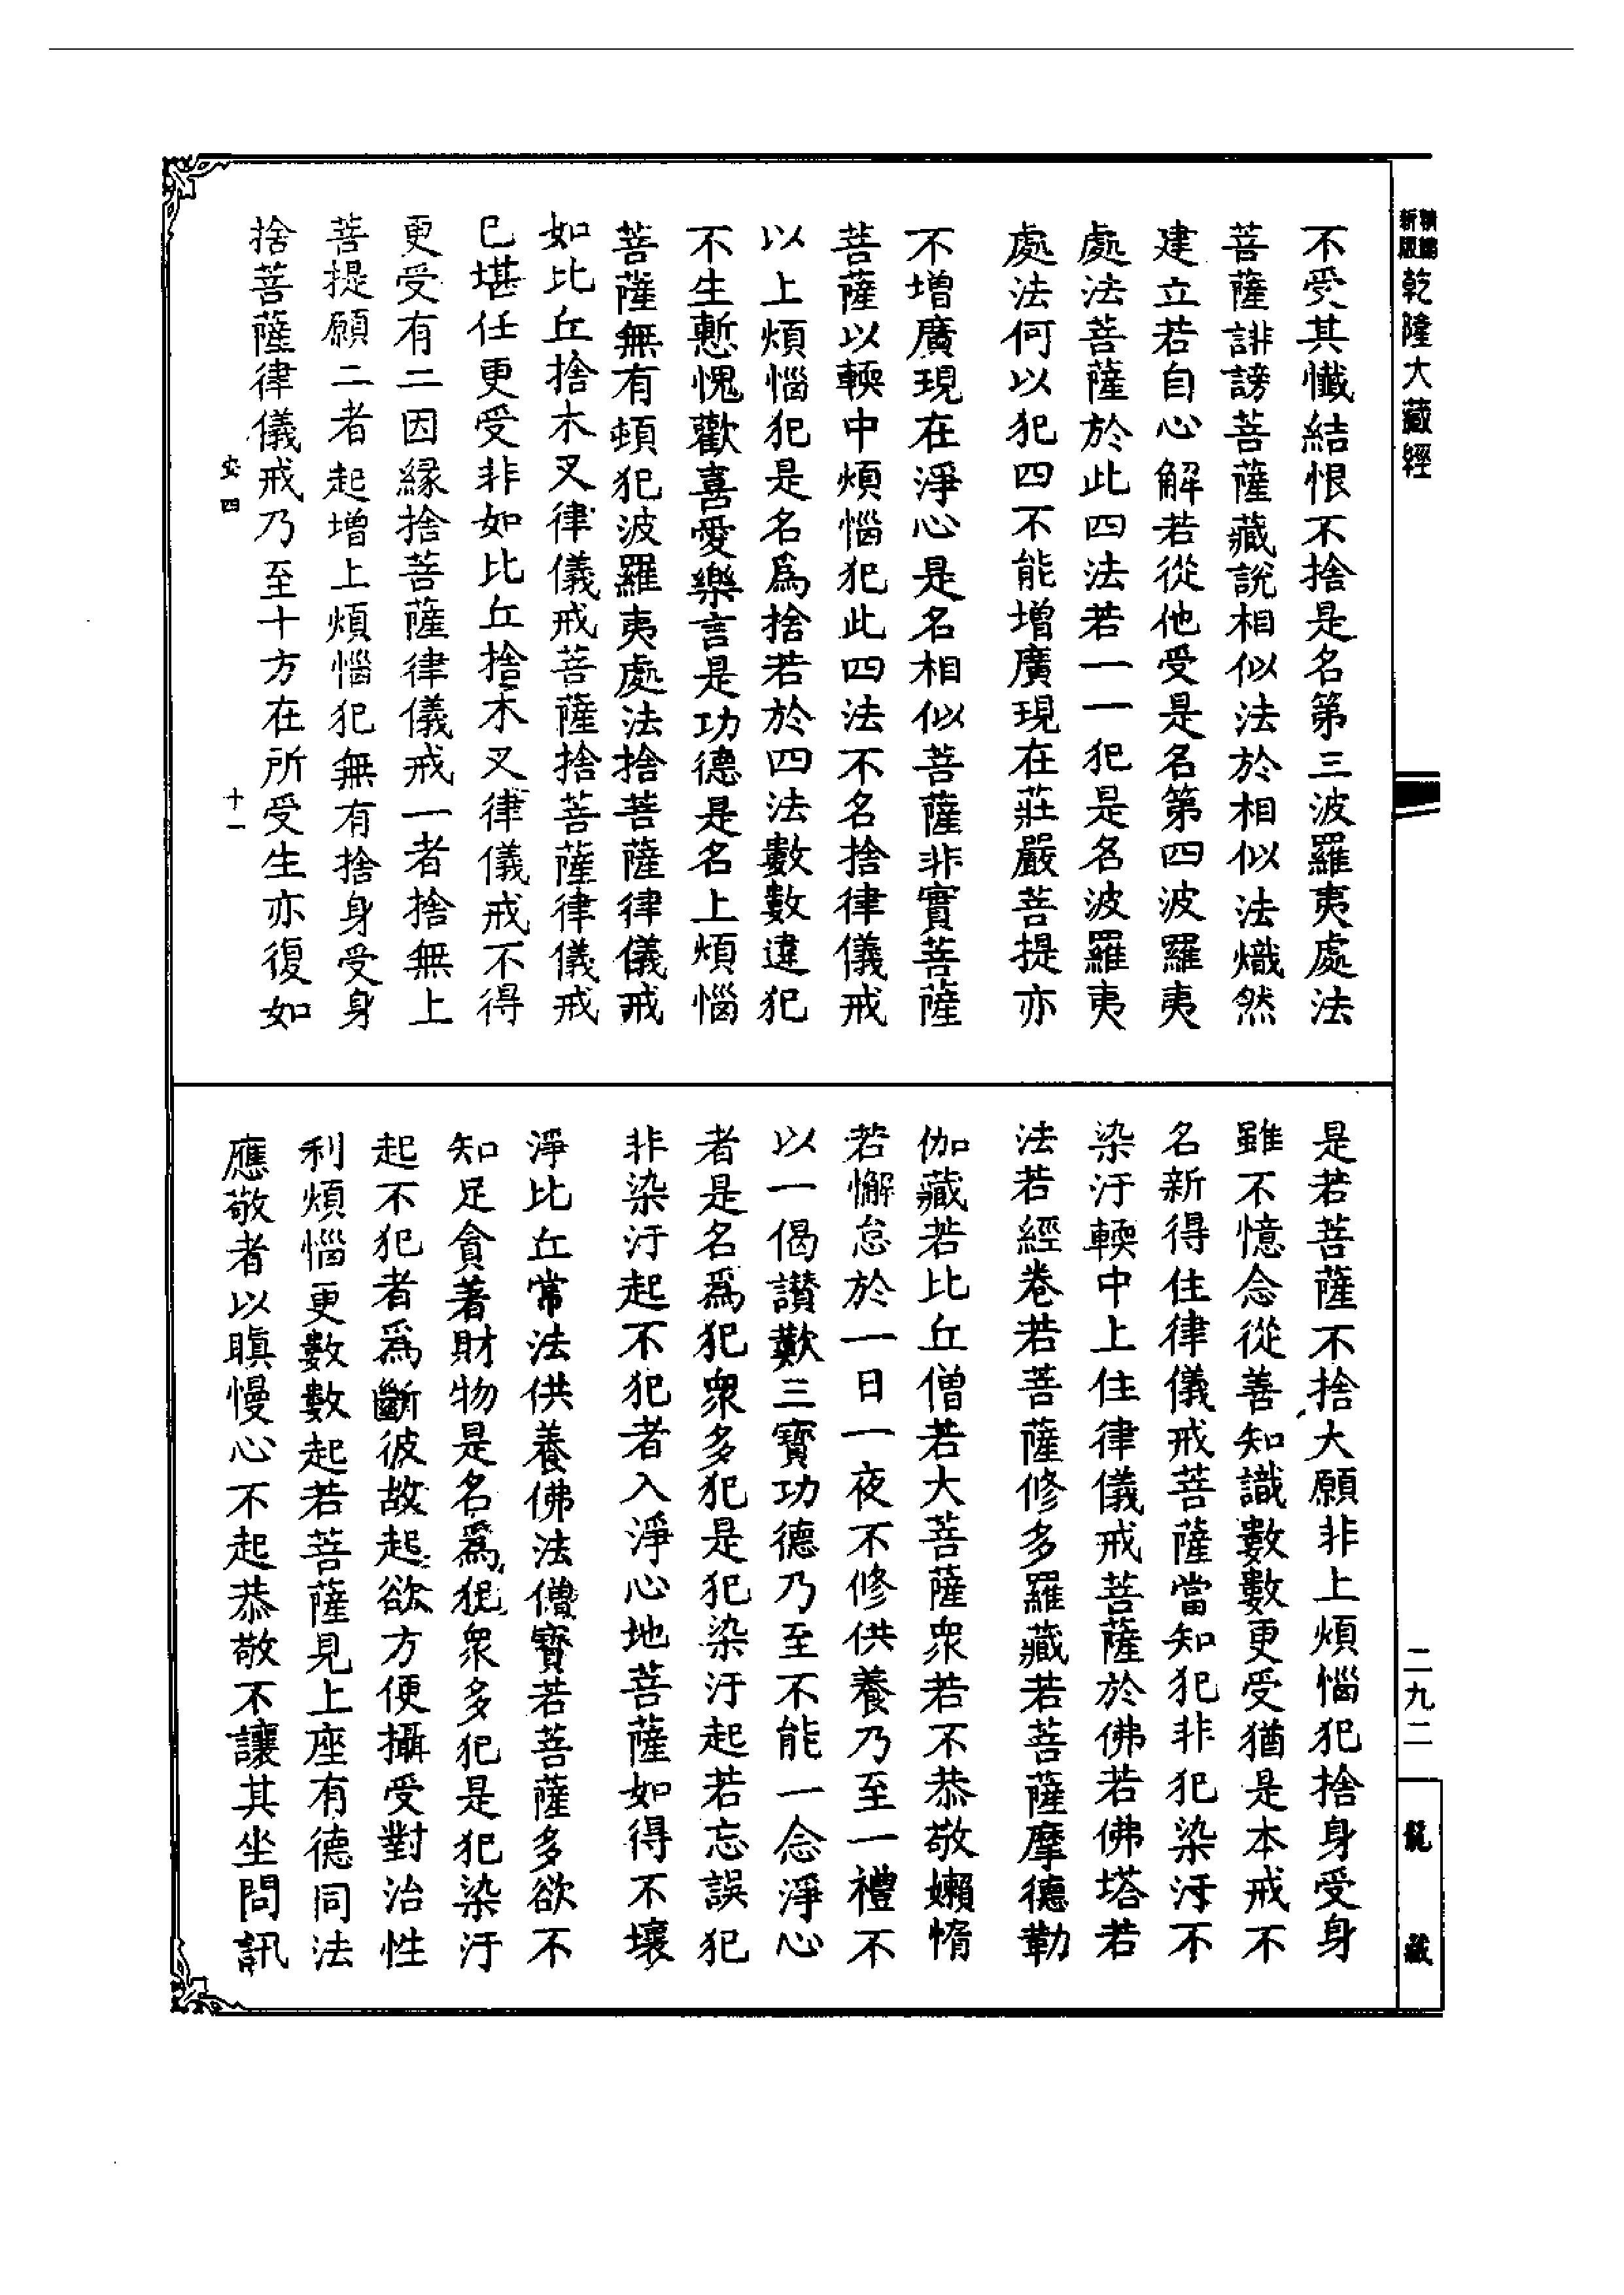 新編
新版
乾隆大藏經
不受其懺結恨不捨是名第三波羅夷處法
菩薩誹謗菩薩藏說相似法於相似法熾然
建立若自心解若從他受是名第四波羅夷
處法菩薩於此四法若一一犯是名波羅夷
處法何以犯四不能增廣現在莊嚴菩提亦
不增廣現在淨心是名相似菩薩非實菩薩
菩薩以輭中煩惱犯此四法不名捨律儀戒
以上煩惱犯是名爲捨若於四法數數違犯
不生慙愧歡喜愛樂言是功德是名上煩惱
菩薩無有頓犯波羅夷處法捨菩薩律儀戒
如比丘捨木叉律儀戒菩薩捨菩薩律儀戒
已堪任更受非如比丘捨木叉律儀戒不得
更受有二因緣捨菩薩律儀戒一者捨無上
菩提願二者起增上煩惱犯無有捨身受身
捨菩薩律儀戒乃至十方在所受生亦復如
安四
十一
是若菩薩不捨大願非上煩惱犯捨身受身
雖不憶念從善知識數數更受猶是本戒不
名新得住律儀戒菩薩當知犯非犯染汙不
染汙輭中上住律儀戒菩薩於佛若佛塔若
法若經卷若菩薩修多羅藏若菩薩摩德勒
伽藏若比丘僧若大菩薩衆若不恭敬嬾惰
若懈怠於一日一夜不修供養乃至一禮不
以一偈讃歎三寳功德乃至不能一念淨心
者是名爲犯衆多犯是犯染汙起若忘誤犯
非染汙起不犯者入淨心地菩薩如得不壞
淨比丘常法供養佛法僧寳若菩薩多欲不
知足貪著財物是名爲犯衆多犯是犯染汙
起不犯者爲斷彼故起欲方便攝受對治性
利煩惱更數數起若菩薩見上座有德同法
應敬者以瞋慢心不起恭敬不讓其坐問訊
二九二
龍藏